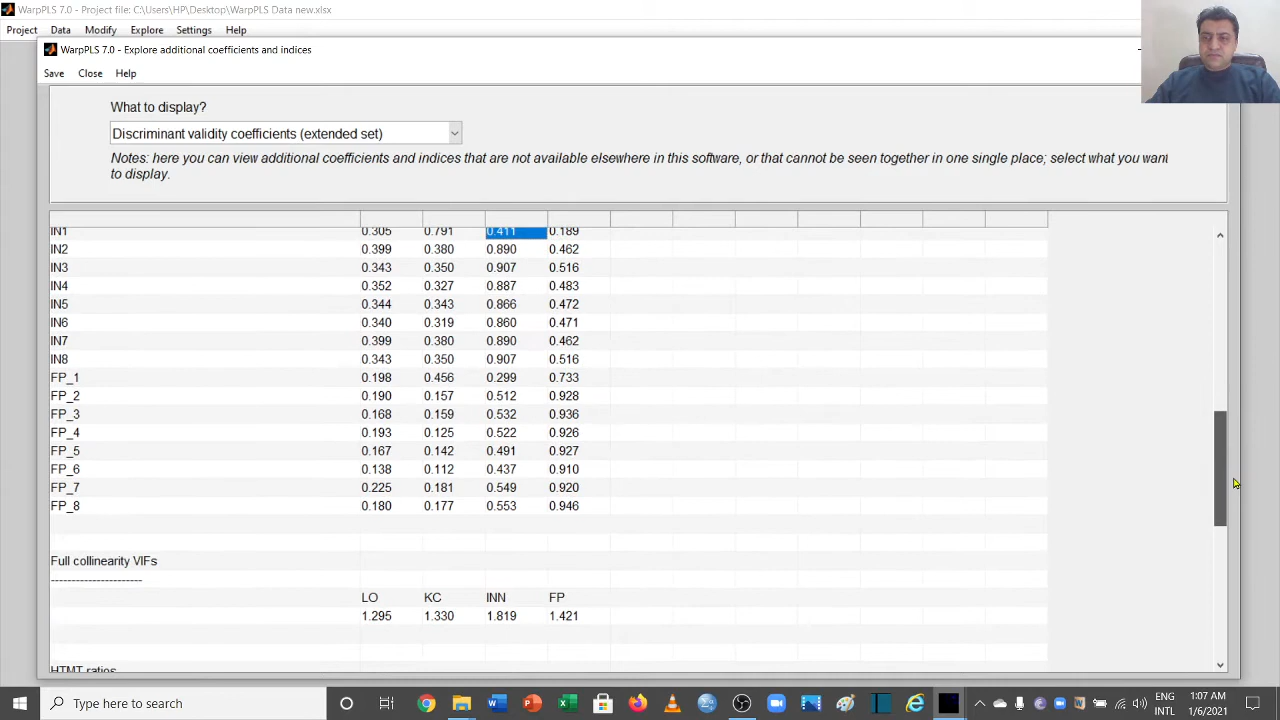 WarpPLS 7.0 - Project file: C:\Users\HP\Desktop\WarpPLS Data new.xlsx
Project Data Modify Explore Settings Help
WarpPLS 7.0 - Explore additional coefficients and indices
Save Close Help
What to display?
Discriminant validity coefficients (extended set)
Notes: here you can view additional coefficients and indices that are not available elsewhere in this software, or that cannot be seen together in one single place; select what you want
to display.
IN1 0.305 0.791 0.411 0.189
IN2 0.399 0.380 0.890 0.462
IN3 0.343 0.350 0.907 0.516
IN4 0.352 0.327 0.887 0.483
IN5 0.344 0.343 0.866 0.472
IN6 0.340 0.319 0.860 0.471
IN7 0.399 0.380 0.890 0.462
IN8 0.343 0.350 0.907 0.516
FP_1 0.198 0.456 0.299 0.733
FP_2 0.190 0.157 0.512 0.928
FP_3 0.168 0.159 0.532 0.936
FP_4 0.193 0.125 0.522 0.926
FP_5 0.167 0.142 0.491 0.927
FP_6 0.138 0.112 0.437 0.910
FP_7 0.225 0.181 0.549 0.920
FP_8 0.180 0.177 0.553 0.946
Full collinearity VIFs
-----------------------
LO KC INN FP
1.295 1.330 1.819 1.421
HTMT ratios
Type here to search
ENG
INTL
1:07 AM
1/6/2021